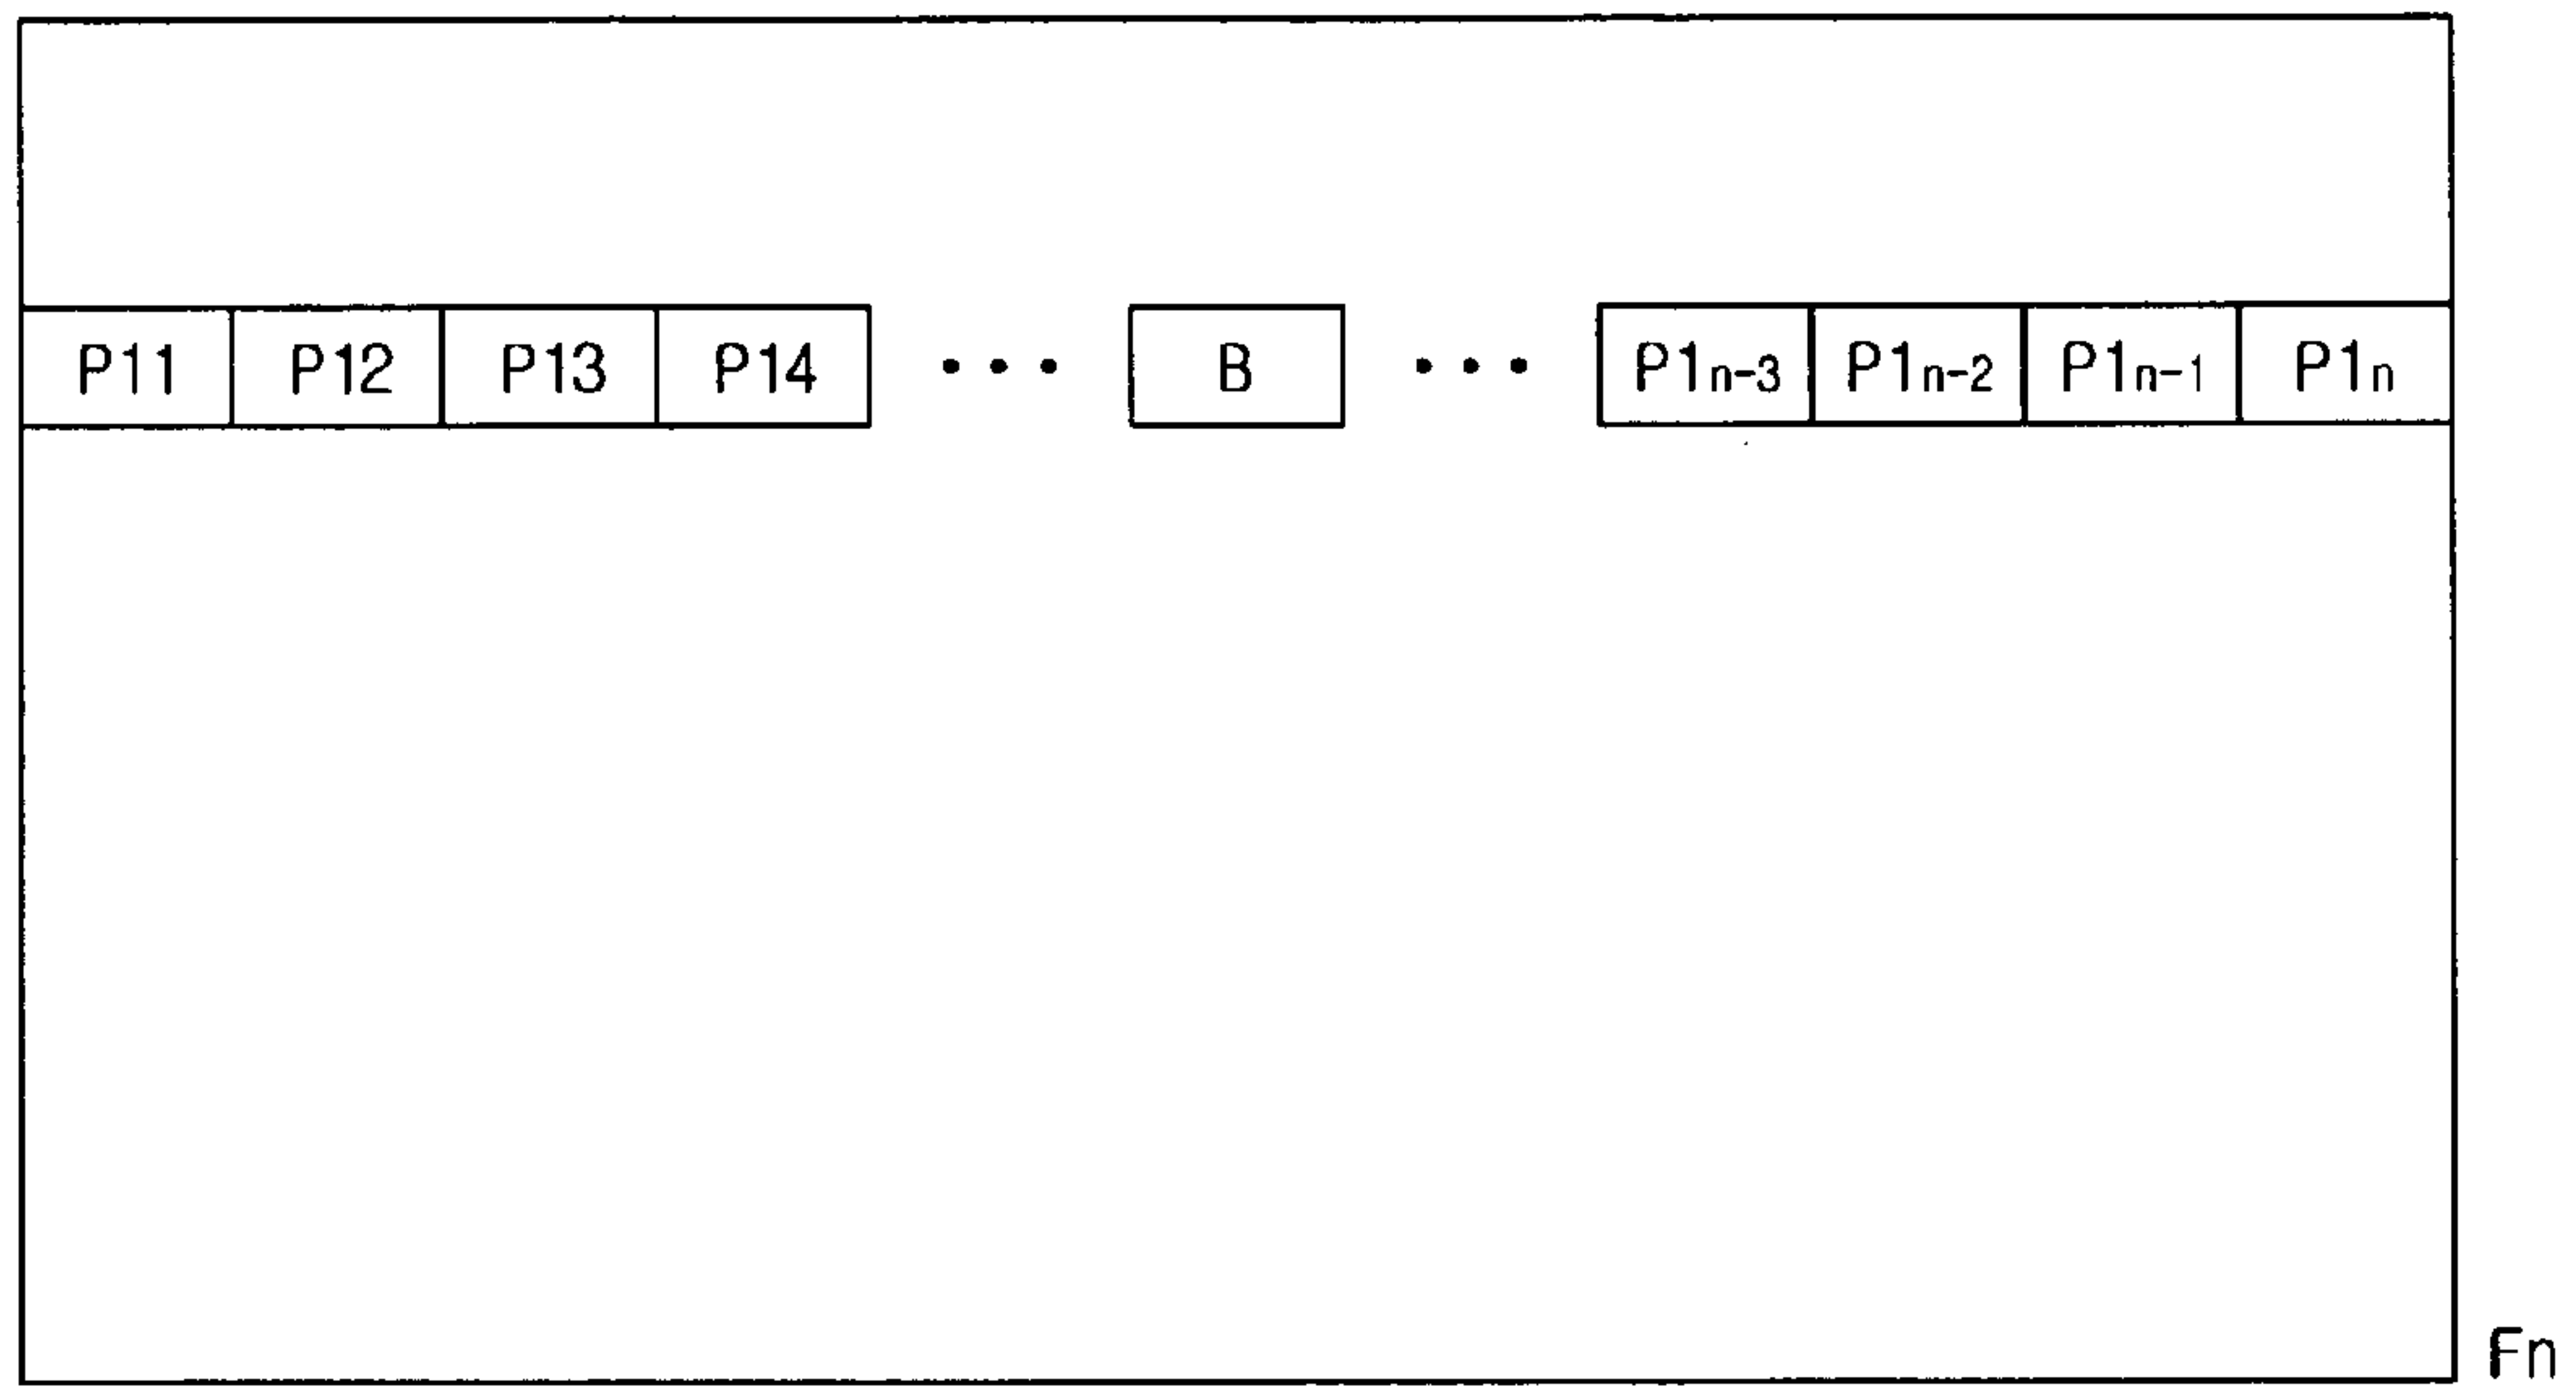 P11 P12 P13 P14 • • • B • • • P1n-3 P1n-2 P1n-1 P1n
Fn